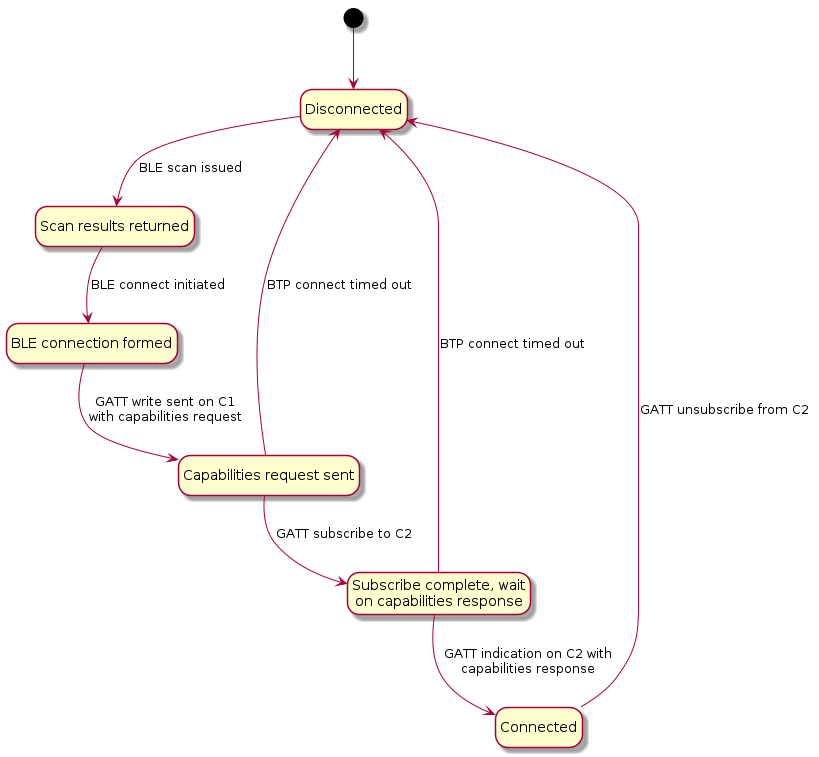 Disconnected
BLE scan issued
Scan results returned
BLE connect initiated
BTP connect timed out
BLE connection formed
BTP connect timed out
GATT write sent on C1
with capabilities request
GATT unsubscribe from C2
Capabilities request sent
GATT subscribe to C2
Subscribe complete, wait
on capabilities response
GATT indication on C2 with
capabilities response
Connected